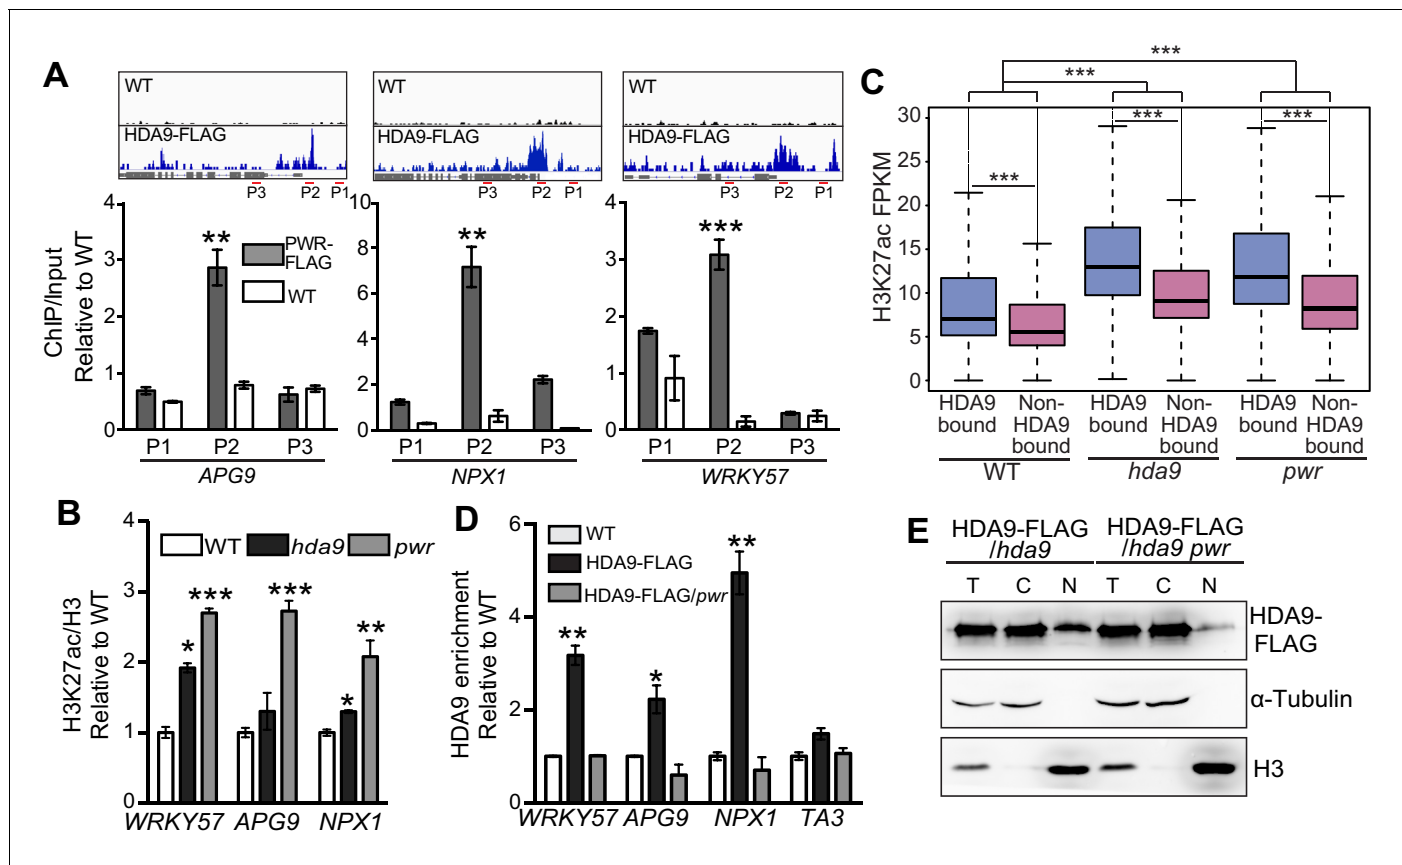 A
WT
HDA9-FLAG
P3 P2 P1
WT
HDA9-FLAG
P3 P2 P1
WT
HDA9-FLAG
P3 P2 P1
ChIP/Input
Relative to WT
4
3
2
1
0
**
PWR-
FLAG
WT
P1 P2 P3
APG9
10
8
6
4
2
0
**
P1 P2 P3
NPX1
4
3
2
1
0
***
P1 P2 P3
WRKY57
B
H3K27ac/H3
Relative to WT
4
3
2
1
0
WT hda9 pwr
* *** *** * **
WRKY57 APG9 NPX1
C
H3K27ac FPKM
30
25
20
15
10
5
0
***
***
*** *** ***
HDA9 bound
Non-HDA9 bound
HDA9 bound
Non-HDA9 bound
HDA9 bound
Non-HDA9 bound
WT hda9 pwr
D
HDA9 enrichment
Relative to WT
6
4
2
0
WT
HDA9-FLAG
HDA9-FLAG/pwr
** * **
WRKY57 APG9 NPX1 TA3
E
HDA9-FLAG
/hda9
HDA9-FLAG
/hda9 pwr
T C N T C N
HDA9-
FLAG
α-Tubulin
H3